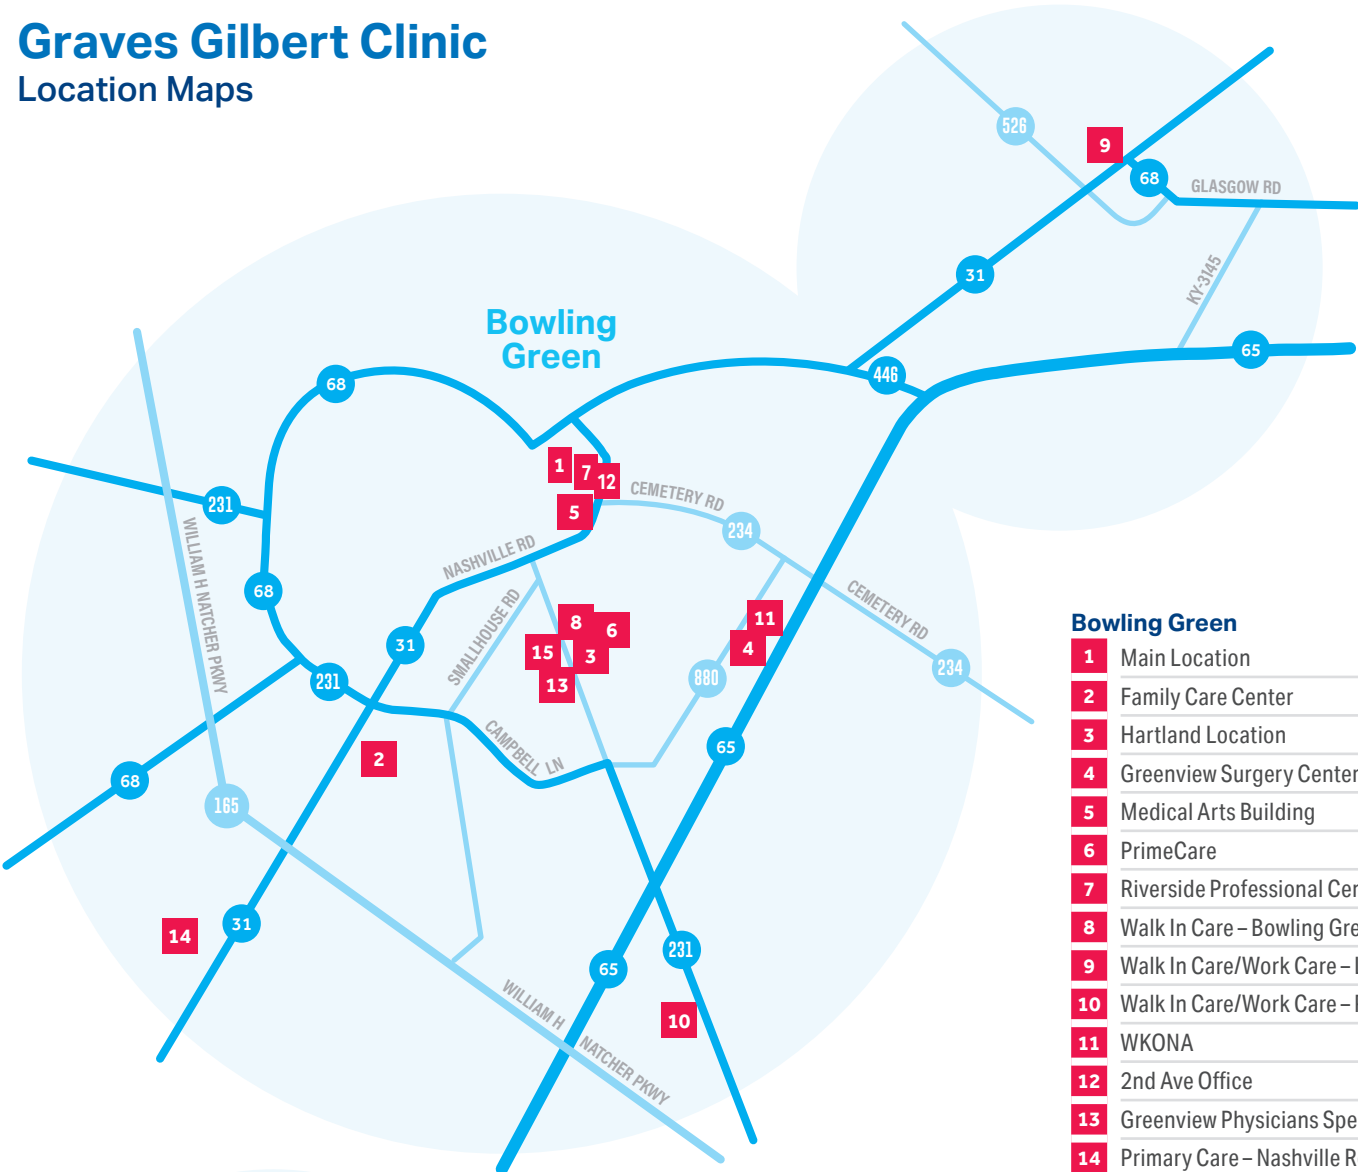 Graves Gilbert Clinic
Location Maps
526
9
68
GLASGOW RD
31
KY-3145
Bowling
Green
65
446
68
1
7
12
231
5
CEMETERY RD
234
WILLIAM H NATCHER PKWY
NASHVILLE RD
68
SMALLHOUSE RD
CEMETERY RD
8
6
11
31
15
3
4
13
880
234
231
CAMPBELL LN
65
2
68
165
14
31
231
65
WILLIAM H
10
NATCHER PKWY
Bowling Green
1 Main Location
2 Family Care Center
3 Hartland Location
4 Greenview Surgery Center
5 Medical Arts Building
6 PrimeCare
7 Riverside Professional
8 Walk In Care – Bowling
9 Walk In Care/Work Care –
10 Walk In Care/Work Care –
11 WKONA
12 2nd Ave Office
13 Greenview Physicians
14 Primary Care – Nashville